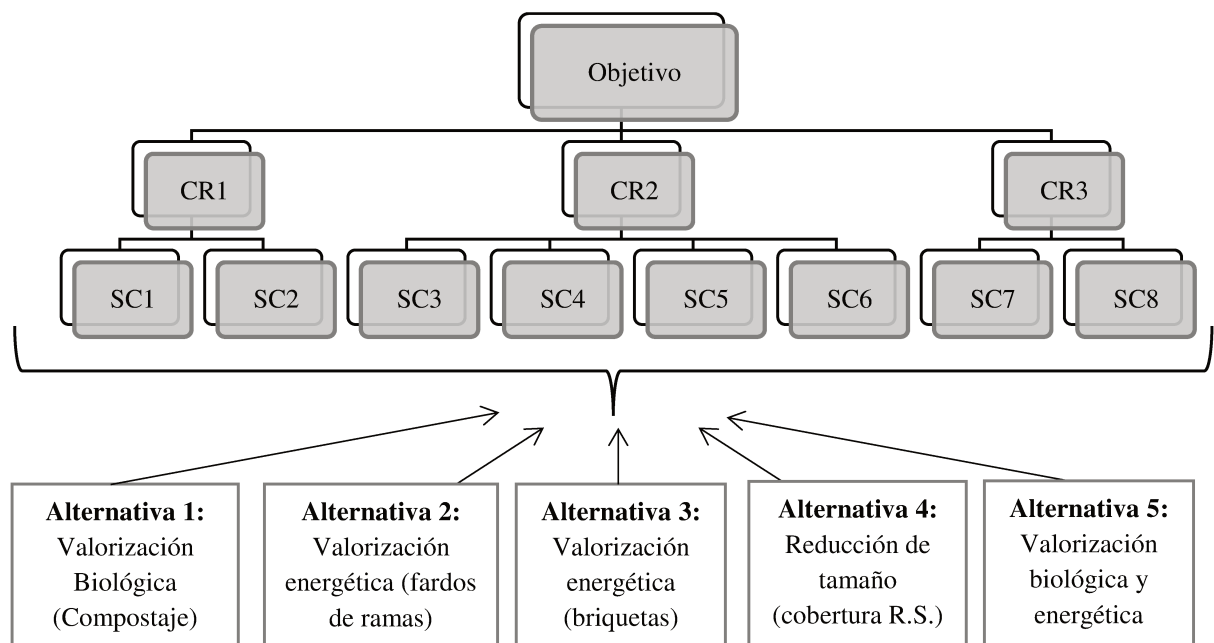 Objetivo
CR1
CR2
CR3
SC1
SC2
SC3
SC4
SC5
SC6
SC7
SC8
Alternativa 1:
Valorización
Biológica
(Compostaje)
Alternativa 2:
Valorización
energética (fardos
de ramas)
Alternativa 3:
Valorización
energética
(briquetas)
Alternativa 4:
Reducción de
tamaño
(cobertura R.S.)
Alternativa 5:
Valorización
biológica y
energética